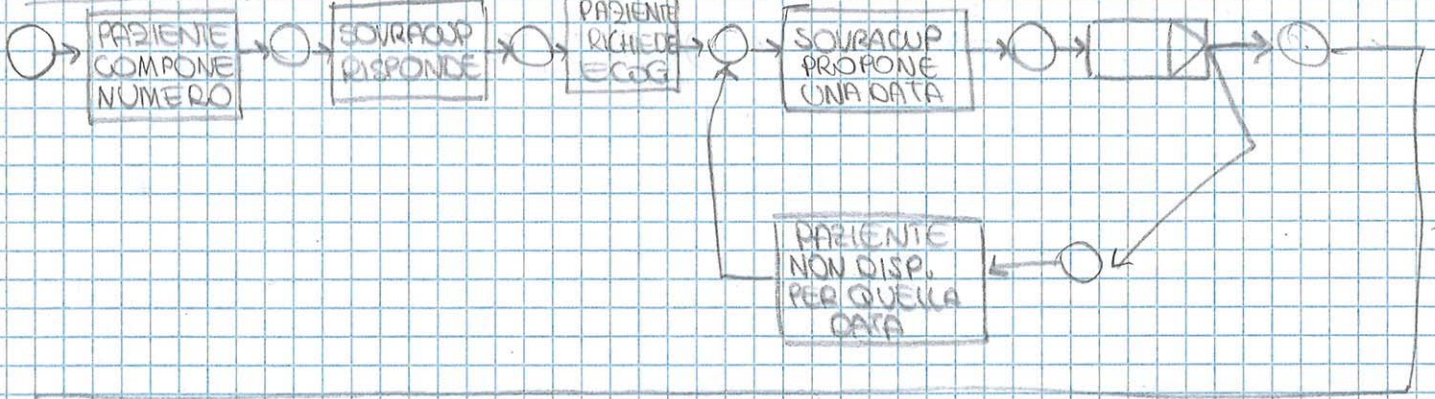 PAZIENTE
COMPONE
NUMERO
SOVRACUP
RISPONDE
PAZIENTE
RICHIEDE
ECOG
SOVRACUP
PROPONE
UNA DATA
PAZIENTE
NON DISP.
PER QUELLA
DATA